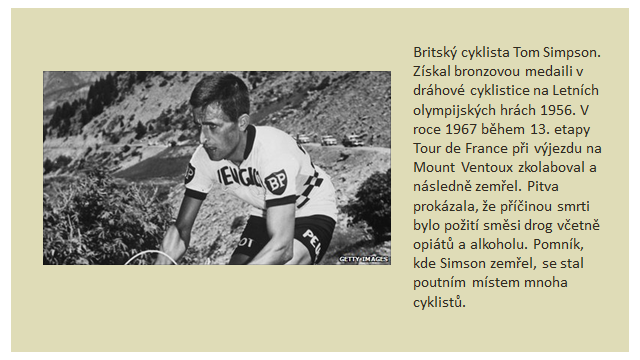 Britský cyklista Tom Simpson.
Získal bronzovou medaili v
dráhové cyklistice na Letních
olympijských hrách 1956. V
roce 1967 během 13. etapy
Tour de France při výjezdu na
Mount Ventoux zkolaboval a
následně zemřel. Pitva
prokázala, že příčinou smrti
bylo požití směsi drog včetně
opiátů a alkoholu. Pomník,
kde Simson zemřel, se stal
poutním místem mnoha
cyklistů.
BP
GETTY IMAGES